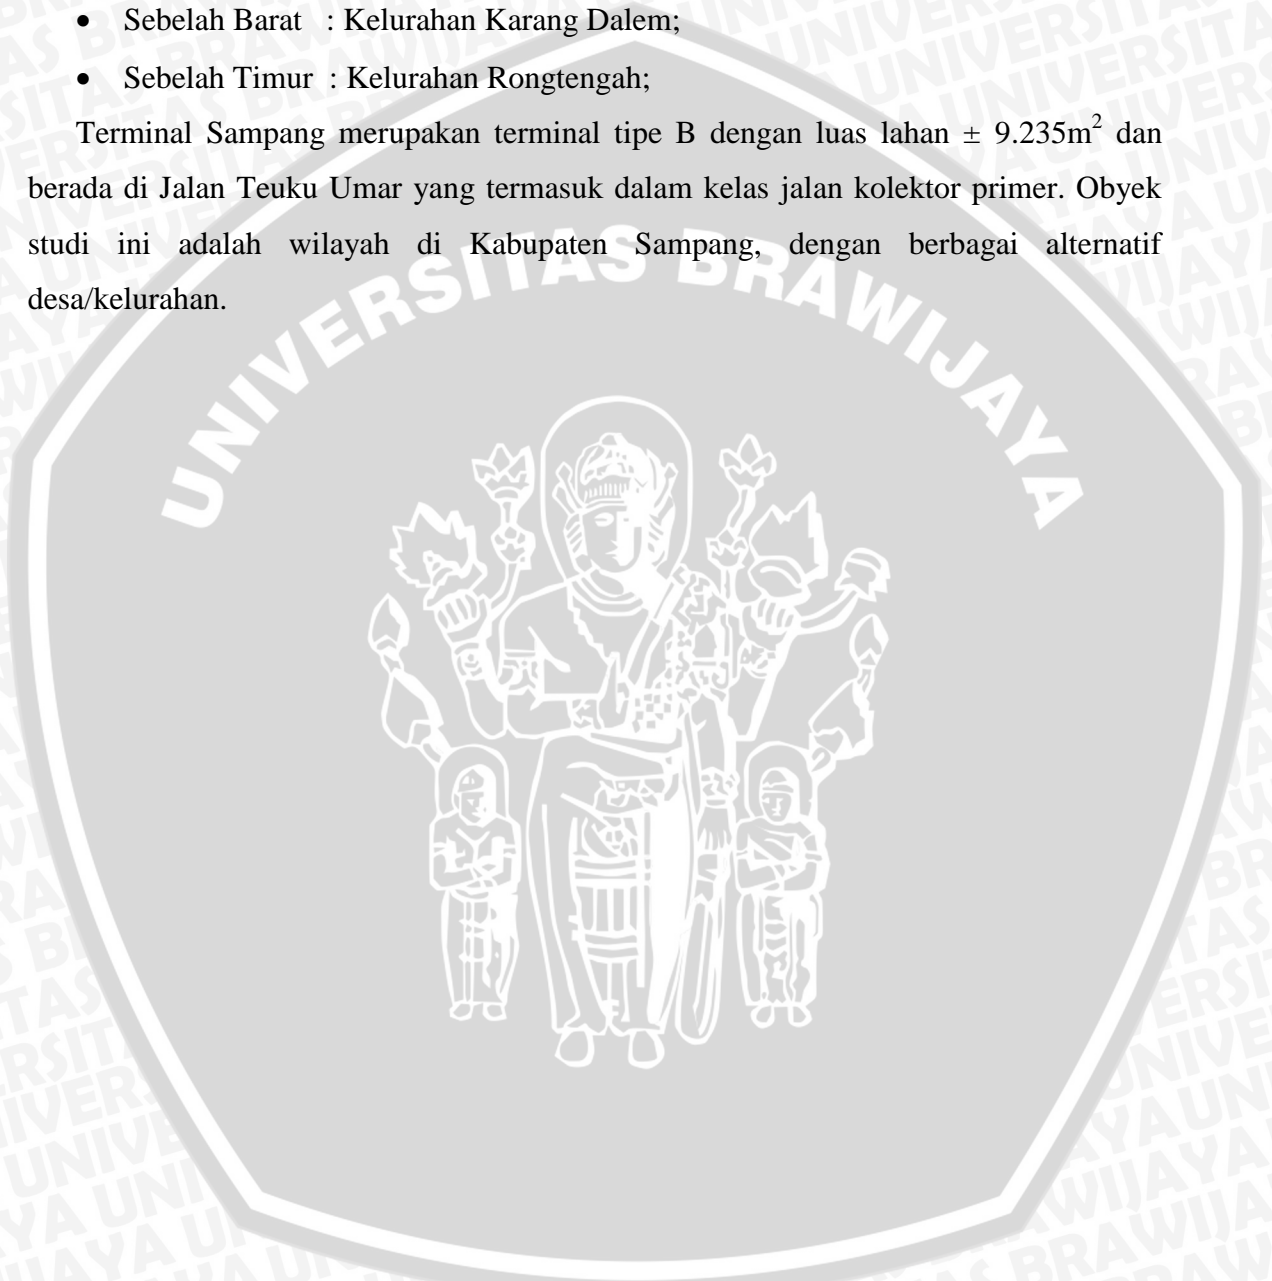 • Sebelah Barat : Kelurahan Karang Dalem;
• Sebelah Timur : Kelurahan Rongtengah;
Terminal Sampang merupakan terminal tipe B dengan luas lahan ± 9.235m² dan
berada di Jalan Teuku Umar yang termasuk dalam kelas jalan kolektor primer. Obyek
studi ini adalah wilayah di Kabupaten Sampang, dengan berbagai alternatif
desa/kelurahan.
UNIVERSITAS BRAWIJAYA